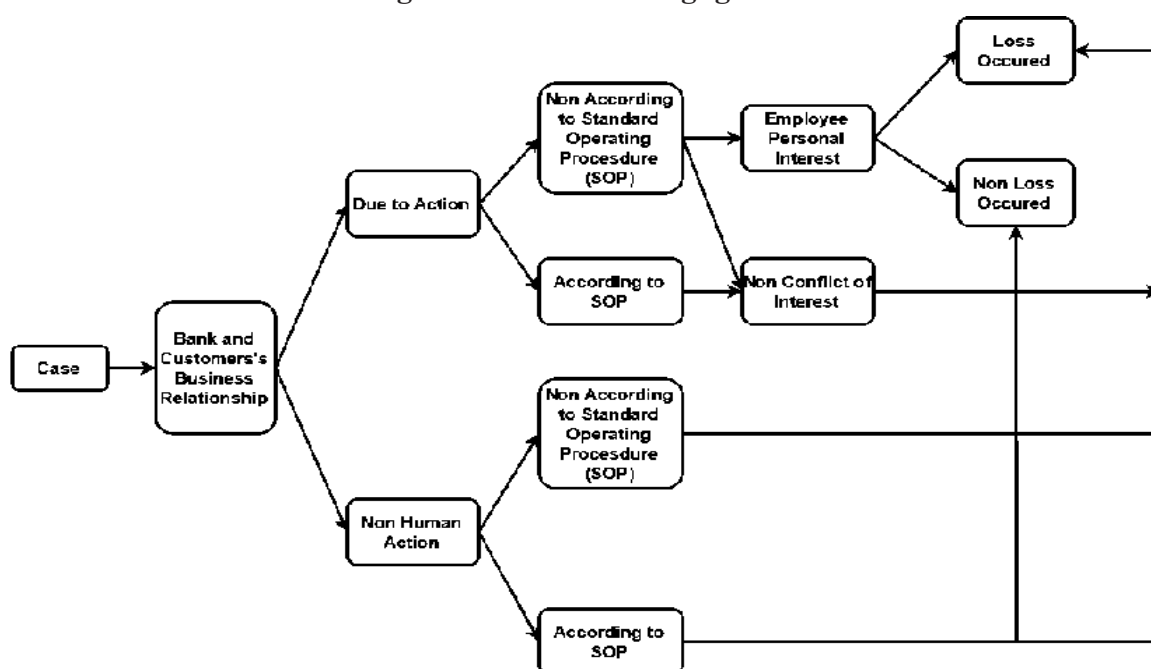 Loss
Occured
Non According
to Standard
Operating
Procesdure
(SOP)
Employee
Personal
Interest
Non Loss
Occured
Due to Action
According to
SOP
Non Conflict of
Interest
Bank and
Customers's
Business
Relationship
Case
Non According
to Standard
Operating
Procesdure
(SOP)
Non Human
Action
According to
SOP